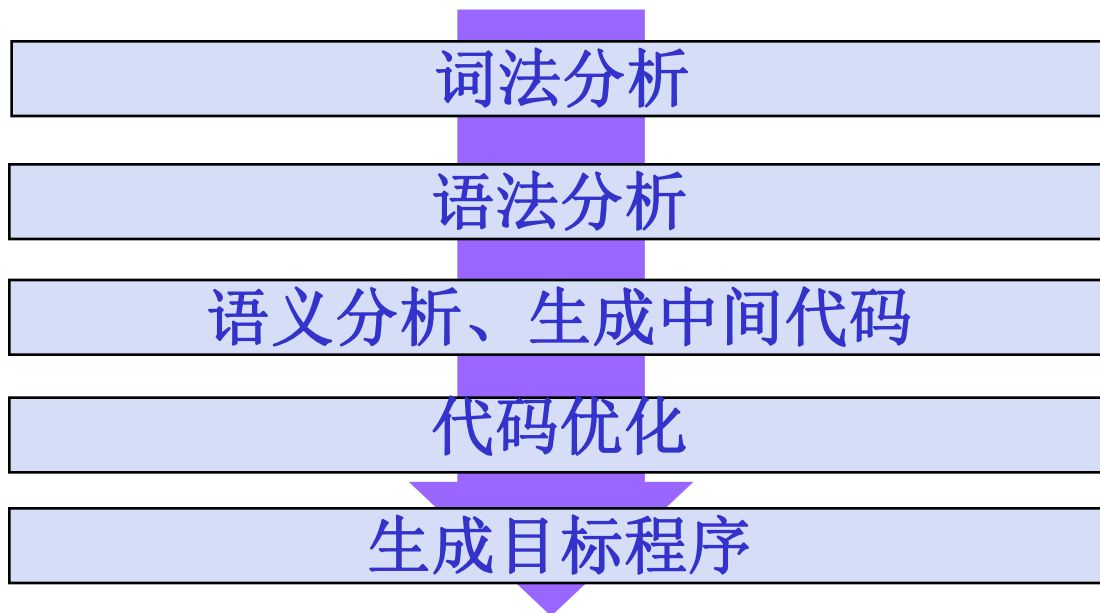 词法分析
语法分析
语义分析、生成中间代码
代码优化
生成目标程序